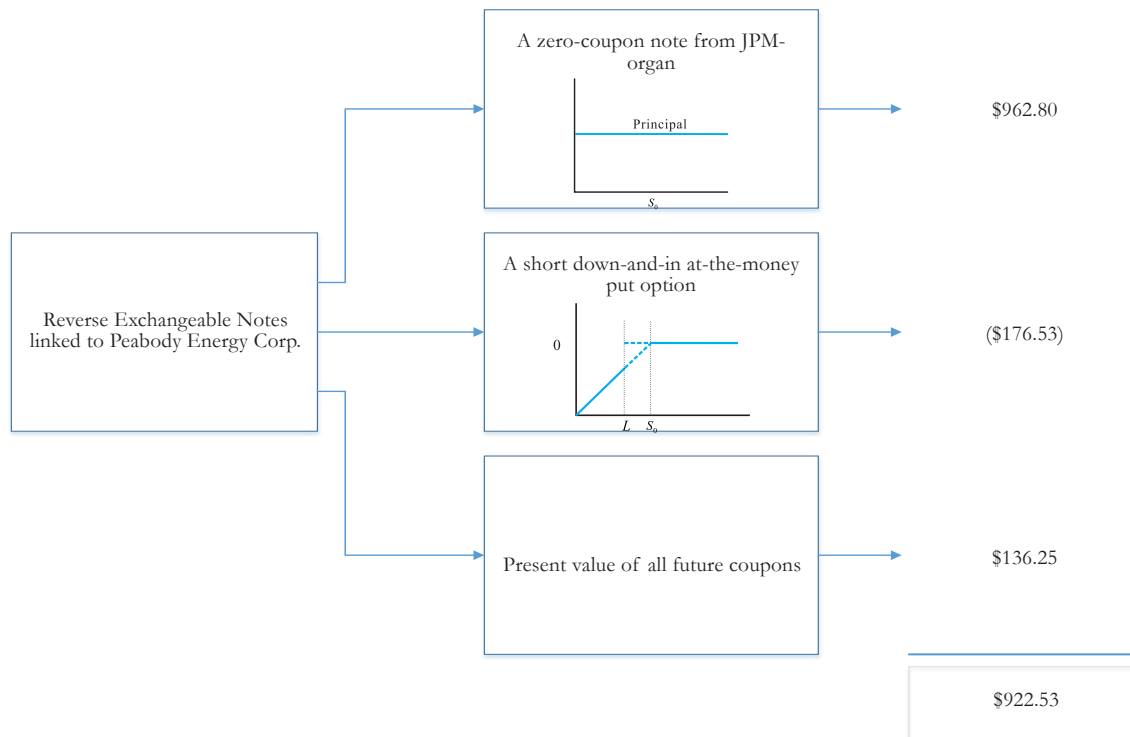 A zero-coupon note from JPM-
organ
Principal
S₀
$962.80
Reverse Exchangeable Notes
linked to Peabody Energy Corp.
A short down-and-in at-the-money
put option
0
L S₀
($176.53)
Present value of all future coupons
$136.25
$922.53